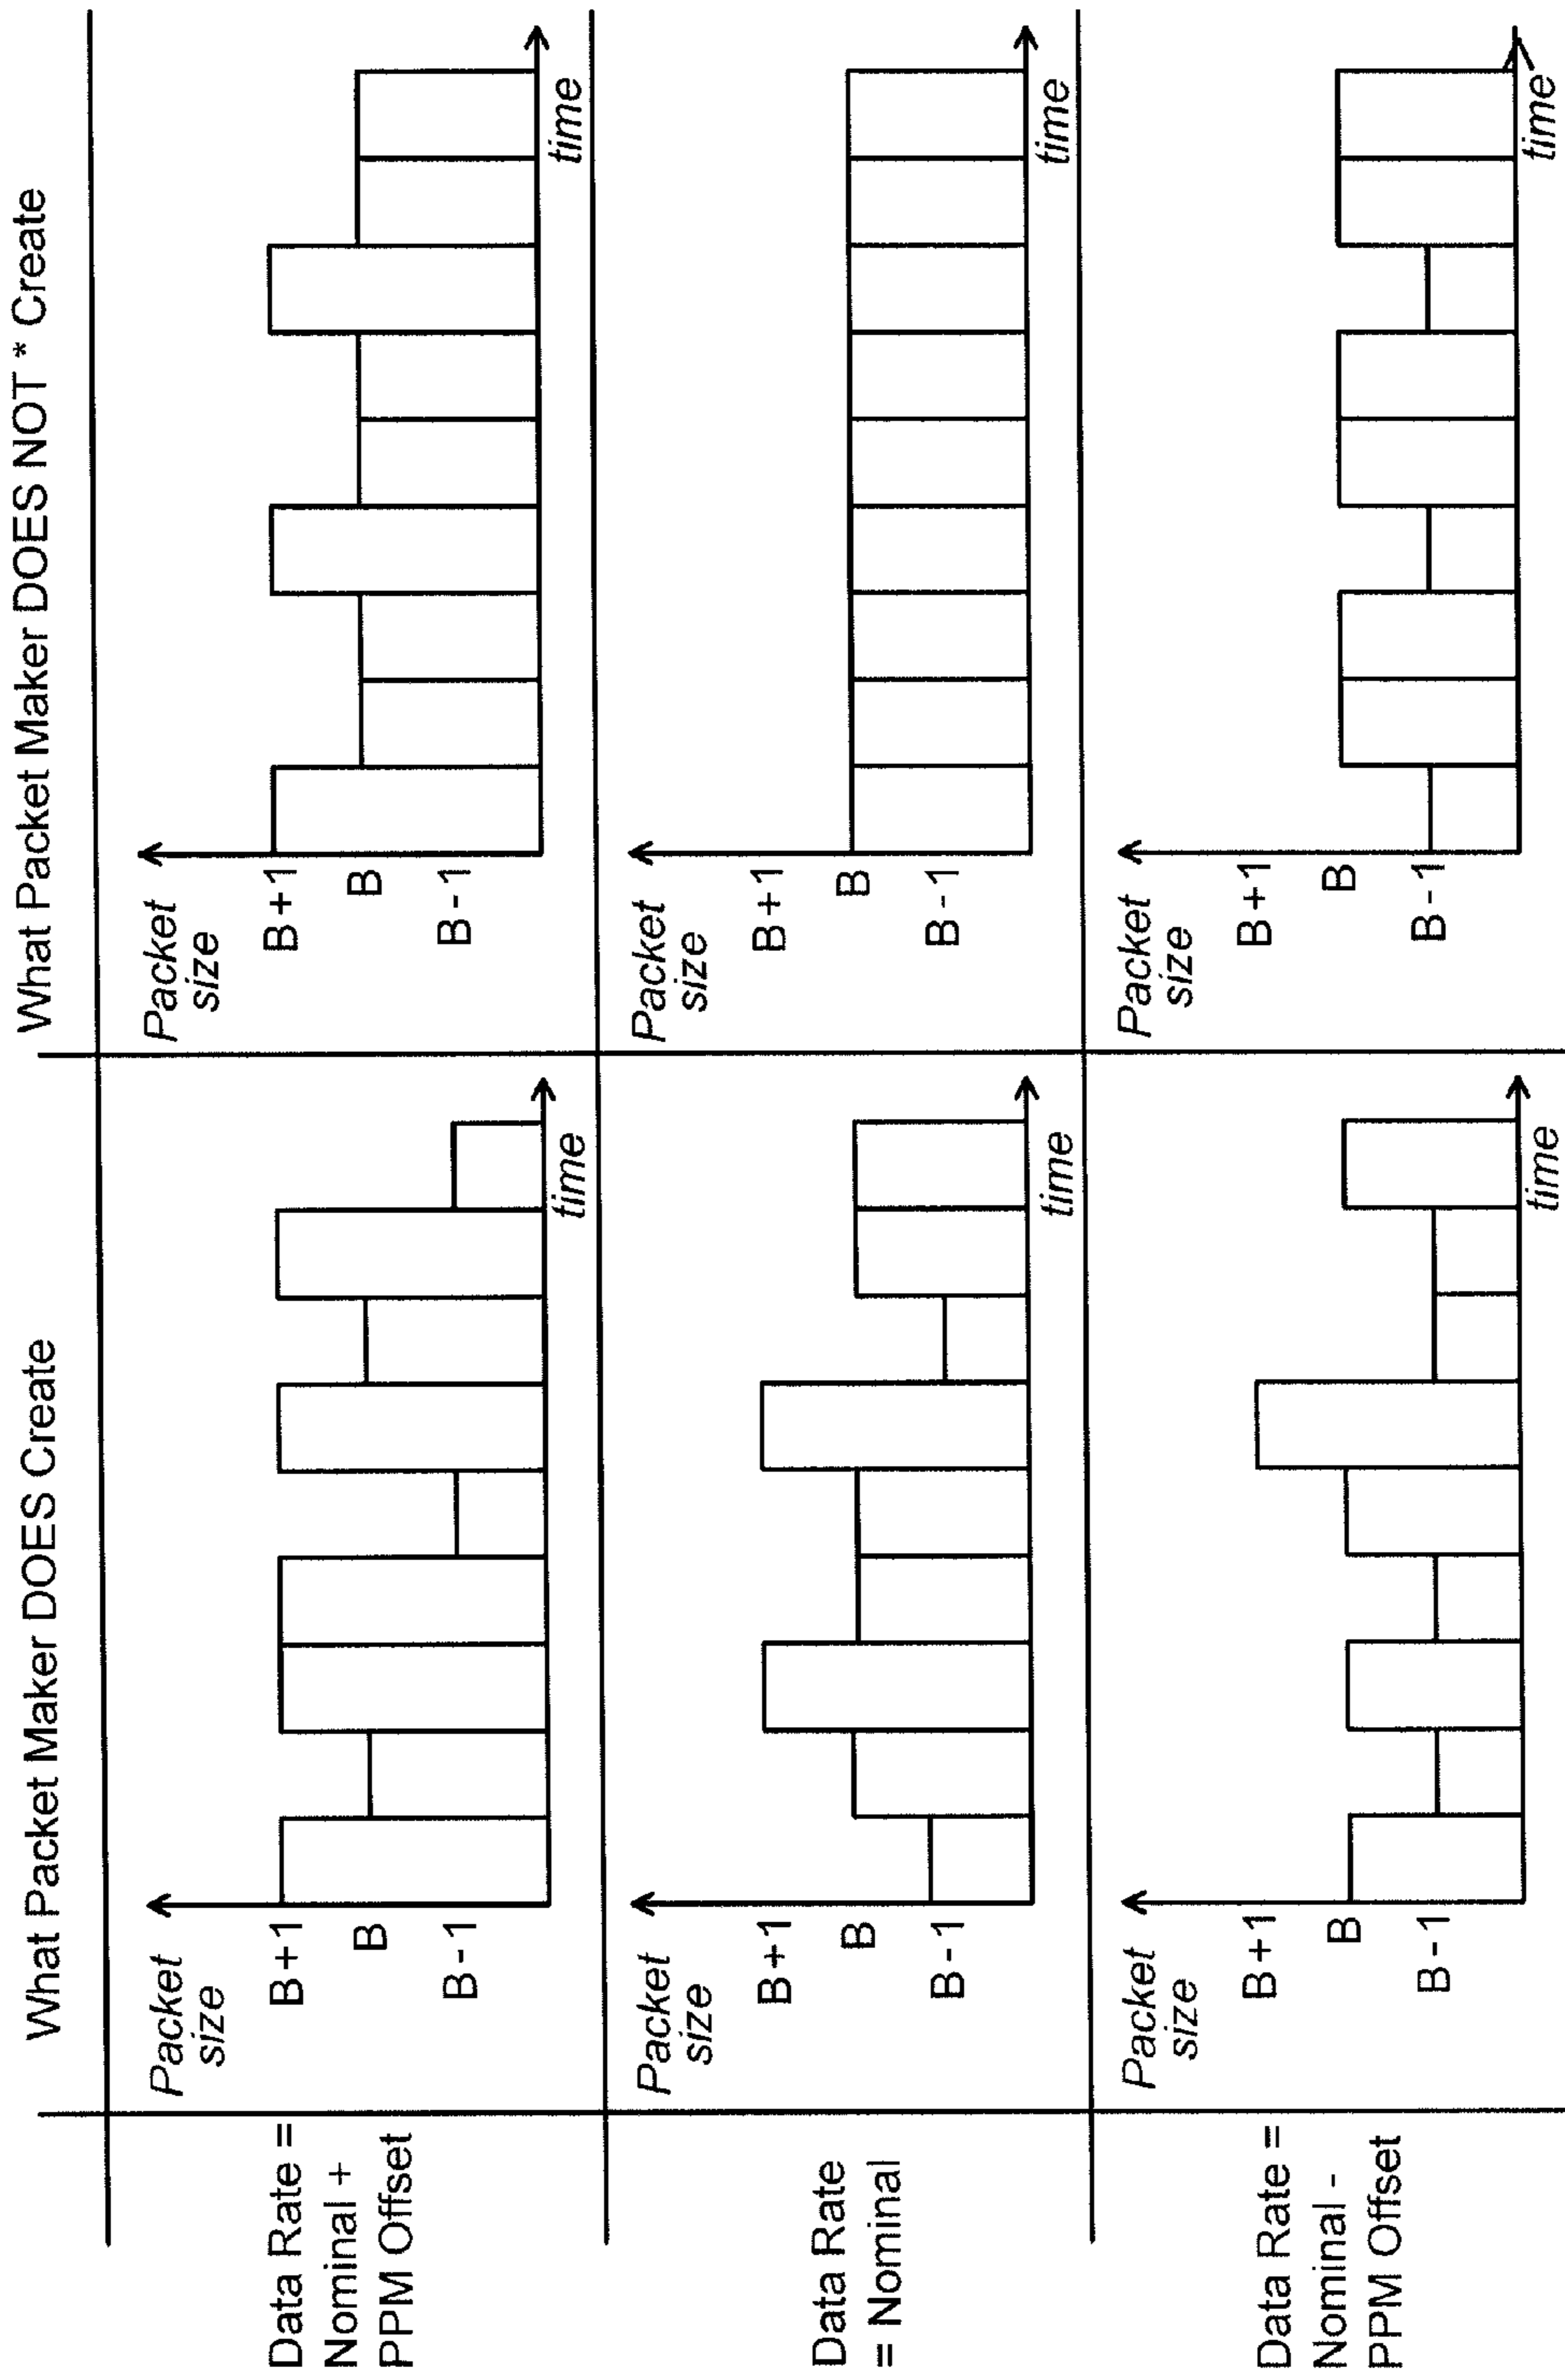 What Packet Maker DOES Create
What Packet Maker DOES NOT * Create
Data Rate =
Nominal +
PPM Offset
Packet
size
B+1
B
B-1
time
Packet
size
B+1
B
B-1
time
Data Rate
= Nominal
Packet
size
B+1
B
B-1
time
Packet
size
B+1
B
B-1
time
Data Rate =
Nominal -
PPM Offset
Packet
size
B+1
B
B-1
time
Packet
size
B+1
B
B-1
time